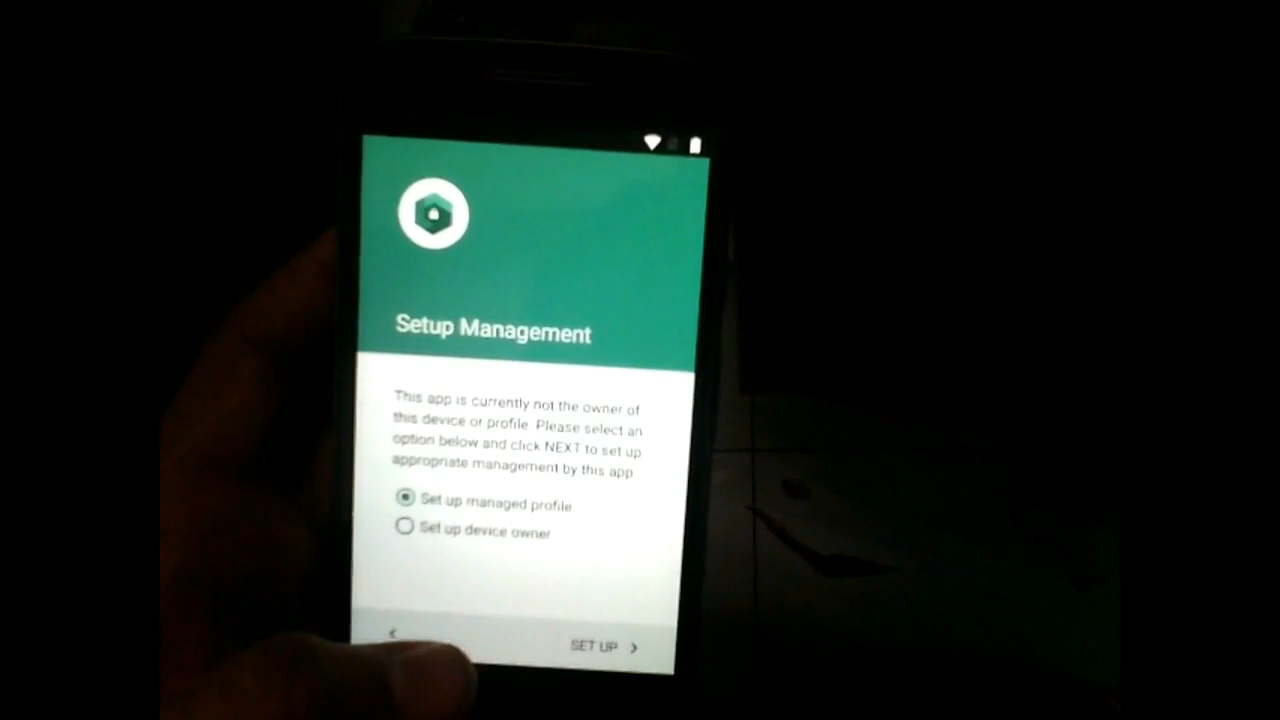 Setup Management
This app is currently not the owner of
this device or profile. Please select an
option below and click NEXT to set up
appropriate management by this app
Set up managed profile
Set up device owner
SET UP